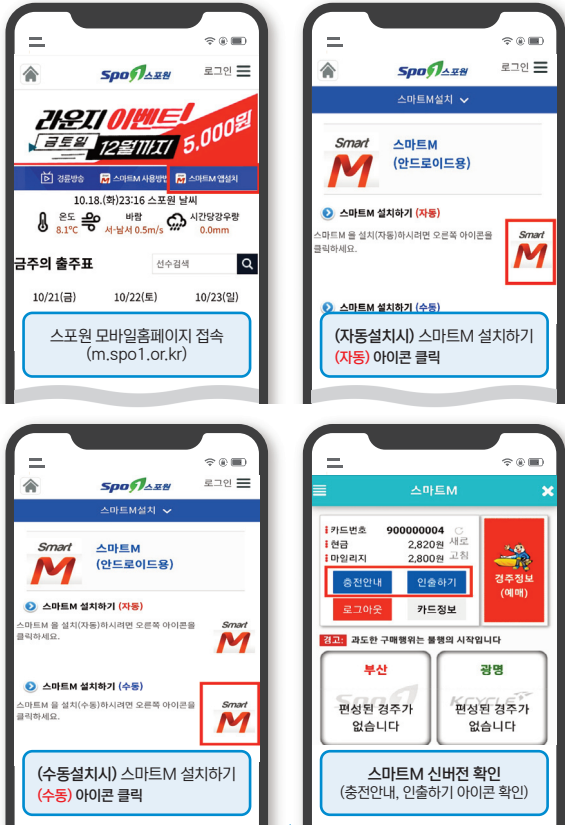 Spo1 스포원
로그인
라운지 이벤트!
금토일 12월까지 5,000원
경륜방송 스마트M 사용방법 스마트M 앱설치
10.18.(화)23:16 스포원 날씨
온도 바람 시간당강우량
8.1℃ 서-남서 0.5m/s 0.0mm
금주의 출주표 선수검색
10/21(금) 10/22(토) 10/23(일)
스포원 모바일홈페이지 접속
(m.spo1.or.kr)
Spo1 스포원
로그인
스마트M설치
Smart
M
스마트M
(안드로이드용)
스마트M 설치하기 (자동)
스마트M 을 설치(자동)하시려면 오른쪽 아이콘을
클릭하세요.
Smart
M
스마트M 설치하기 (수동)
(자동설치시) 스마트M 설치하기
(자동) 아이콘 클릭
Spo1 스포원
로그인
스마트M설치
Smart
M
스마트M
(안드로이드용)
스마트M 설치하기 (자동)
스마트M 을 설치(자동)하시려면 오른쪽 아이콘을
클릭하세요.
Smart
M
스마트M 설치하기 (수동)
스마트M 을 설치(수동)하시려면 오른쪽 아이콘을
클릭하세요.
Smart
M
(수동설치시) 스마트M 설치하기
(수동) 아이콘 클릭
스마트M
카드번호 900000004
현금 2,820원 새로
마일리지 2,800원 고침
충전안내 인출하기
로그아웃 카드정보
경주정보
(예매)
경고: 과도한 구매행위는 불행의 시작입니다
부산 광명
Spo1 KCYCLE
편성된 경주가 편성된 경주가
없습니다 없습니다
스마트M 신버전 확인
(충전안내, 인출하기 아이콘 확인)